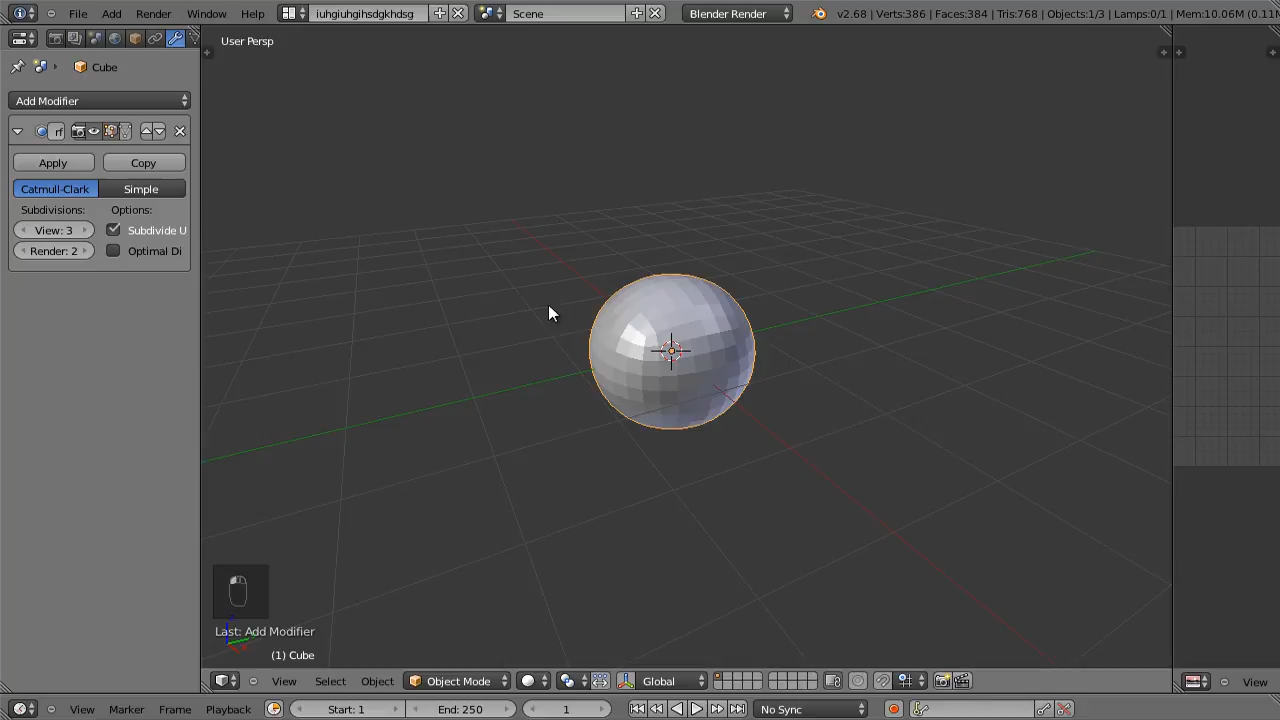 File Add Render Window Help iuhgiuhgihsdgkhdsg Scene Blender Render v2.68 | Verts:386 | Faces:384 | Tris:768 | Objects:1/3 | Lamps:0/1 | Mem:10.06M (0.11M
User Persp
Cube
Add Modifier
rf
Apply Copy
Catmull-Clark Simple
Subdivisions: Options:
View: 3 Subdivide U
Render: 2 Optimal Di
Last: Add Modifier
(1) Cube
View Select Object Object Mode Global View
View Marker Frame Playback Start: 1 End: 250 1 No Sync